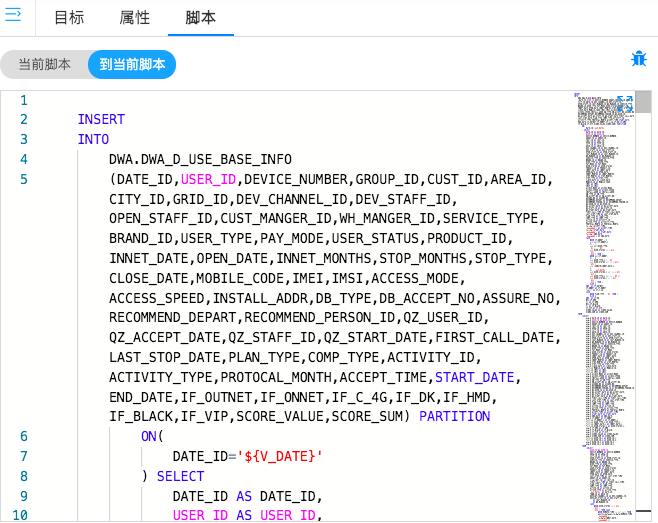 目标 属性 脚本
当前脚本 到当前脚本
1
2 INSERT
3 INTO
4 DWA.DWA_D_USE_BASE_INFO
5 (DATE_ID,USER_ID,DEVICE_NUMBER,GROUP_ID,CUST_ID,AREA_ID,
CITY_ID,GRID_ID,DEV_CHANNEL_ID,DEV_STAFF_ID,
OPEN_STAFF_ID,CUST_MANGER_ID,WH_MANGER_ID,SERVICE_TYPE,
BRAND_ID,USER_TYPE,PAY_MODE,USER_STATUS,PRODUCT_ID,
INNET_DATE,OPEN_DATE,INNET_MONTHS,STOP_MONTHS,STOP_TYPE,
CLOSE_DATE,MOBILE_CODE,IMEI,IMSI,ACCESS_MODE,
ACCESS_SPEED,INSTALL_ADDR,DB_TYPE,DB_ACCEPT_NO,ASSURE_NO,
RECOMMEND_DEPART,RECOMMEND_PERSON_ID,QZ_USER_ID,
QZ_ACCEPT_DATE,QZ_STAFF_ID,QZ_START_DATE,FIRST_CALL_DATE,
LAST_STOP_DATE,PLAN_TYPE,COMP_TYPE,ACTIVITY_ID,
ACTIVITY_TYPE,PROTOCAL_MONTH,ACCEPT_TIME,START_DATE,
END_DATE,IF_OUTNET,IF_ONNET,IF_C_4G,IF_DK,IF_HMD,
IF_BLACK,IF_VIP,SCORE_VALUE,SCORE_SUM) PARTITION
6 ON(
7 DATE_ID='${V_DATE}'
8 ) SELECT
9 DATE_ID AS DATE_ID,
10 USER_ID AS USER_ID,